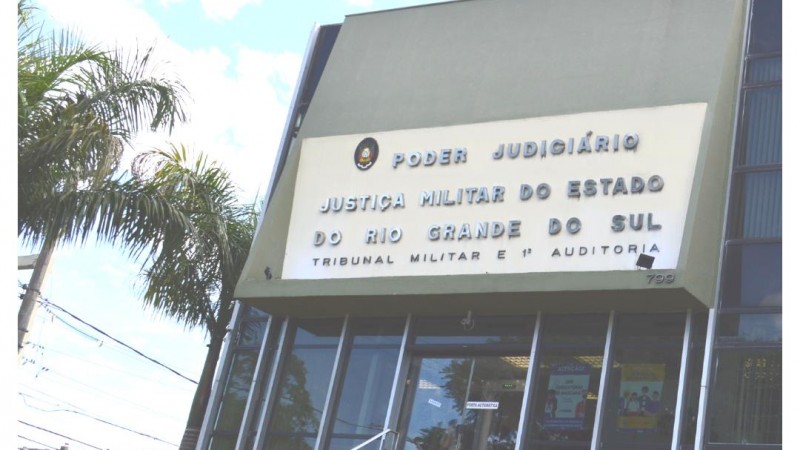 PODER JUDICIÁRIO
JUSTIÇA MILITAR DO ESTADO
DO RIO GRANDE DO SUL
TRIBUNAL MILITAR E 1ª AUDITORIA
799